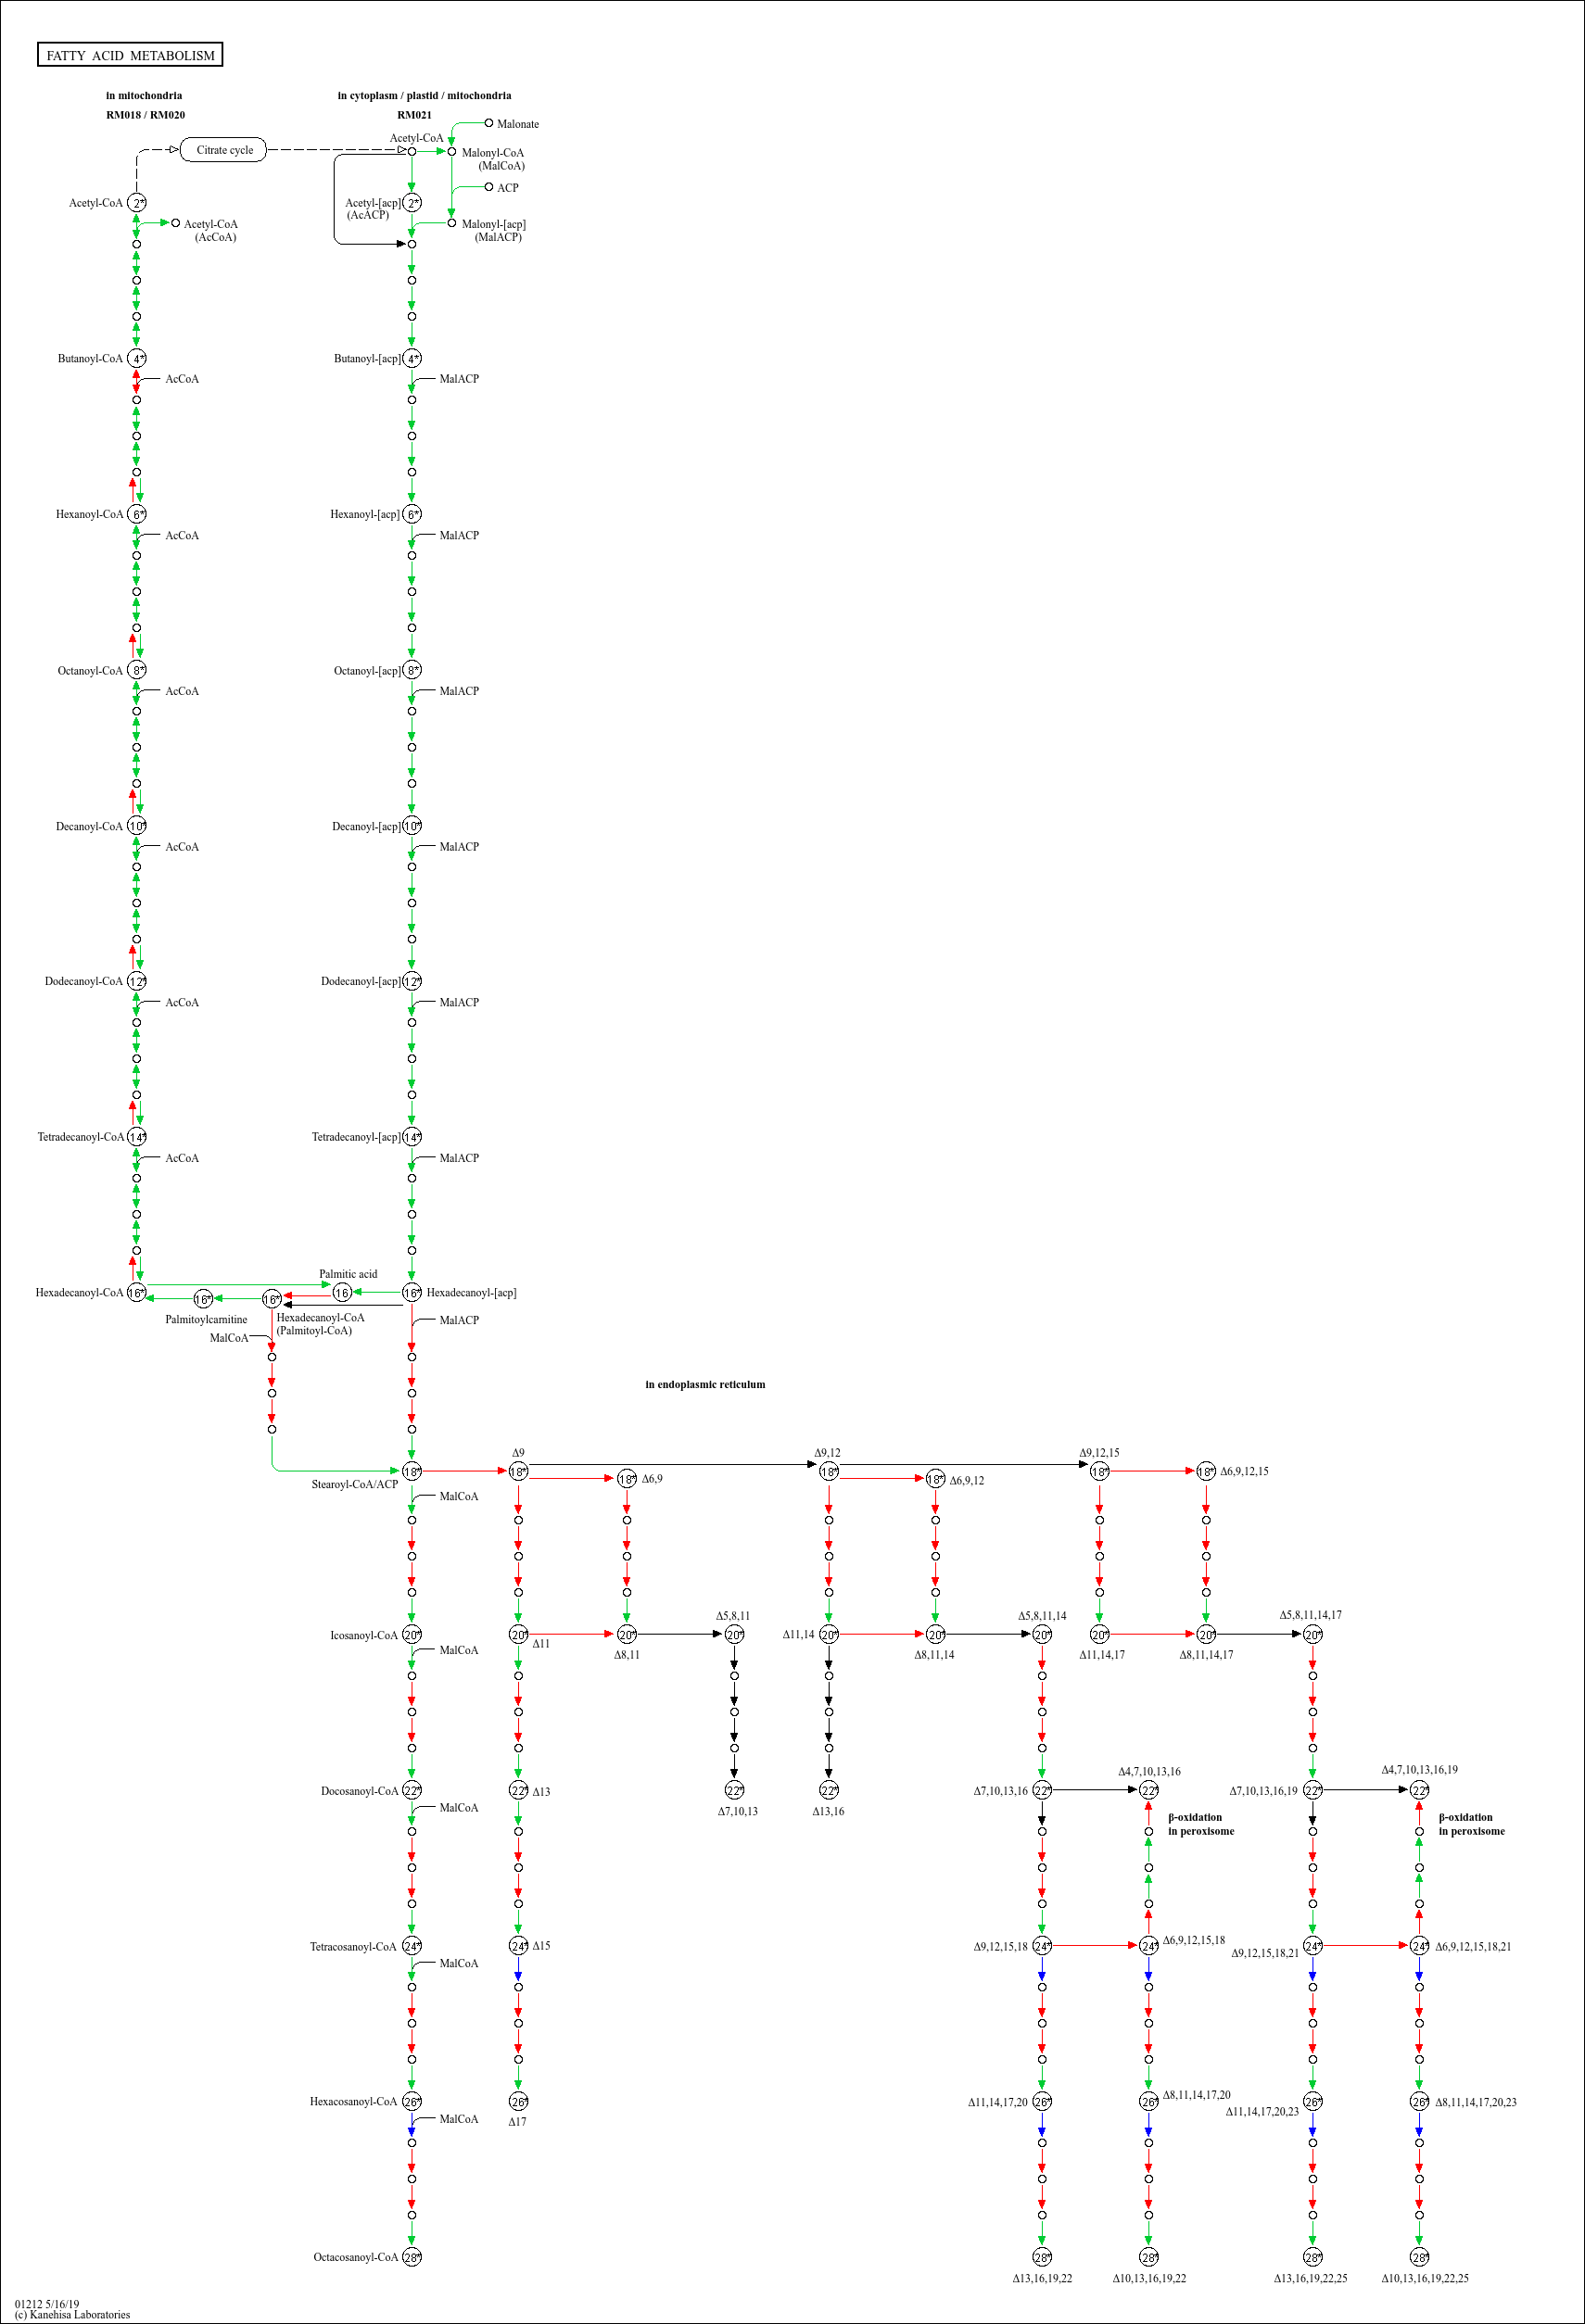 FATTY ACID METABOLISM
in mitochondria
in cytoplasm / plastid / mitochondria
RM018 / RM020
RM021
Malonate
Acetyl-CoA
Citrate cycle
Malonyl-CoA
(MalCoA)
ACP
Acetyl-CoA 2*
Acetyl-[acp] 2*
(AcACP)
Acetyl-CoA
(AcCoA)
Malonyl-[acp]
(MalACP)
Butanoyl-CoA 4*
Butanoyl-[acp] 4*
AcCoA
MalACP
Hexanoyl-CoA 6*
Hexanoyl-[acp] 6*
AcCoA
MalACP
Octanoyl-CoA 8*
Octanoyl-[acp] 8*
AcCoA
MalACP
Decanoyl-CoA 10*
Decanoyl-[acp] 10*
AcCoA
MalACP
Dodecanoyl-CoA 12*
Dodecanoyl-[acp] 12*
AcCoA
MalACP
Tetradecanoyl-CoA 14*
Tetradecanoyl-[acp] 14*
AcCoA
MalACP
Palmitic acid
Hexadecanoyl-CoA 16*
16*
16*
16
16* Hexadecanoyl-[acp]
Palmitoylcarnitine
Hexadecanoyl-CoA
(Palmitoyl-CoA)
MalACP
MalCoA
in endoplasmic reticulum
Δ9
Δ9,12
Δ9,12,15
18*
18*
18* Δ6,9
18*
18* Δ6,9,12
18*
18* Δ6,9,12,15
Stearoyl-CoA/ACP
MalCoA
Δ5,8,11
Δ5,8,11,14
Δ5,8,11,14,17
Icosanoyl-CoA 20*
20* Δ11
20*
20*
Δ11,14 20*
20*
20*
20*
20*
20*
MalCoA
Δ8,11
Δ8,11,14
Δ11,14,17
Δ8,11,14,17
Δ4,7,10,13,16
Δ4,7,10,13,16,19
Docosanoyl-CoA 22*
22* Δ13
22*
22*
Δ7,10,13,16 22*
22*
Δ7,10,13,16,19 22*
22*
MalCoA
Δ7,10,13
Δ13,16
β-oxidation
in peroxisome
β-oxidation
in peroxisome
Tetracosanoyl-CoA 24*
24* Δ15
Δ9,12,15,18 24*
24* Δ6,9,12,15,18
Δ9,12,15,18,21 24*
24* Δ6,9,12,15,18,21
MalCoA
Hexacosanoyl-CoA 26*
26*
Δ11,14,17,20 26*
26* Δ8,11,14,17,20
Δ11,14,17,20,23 26*
26* Δ8,11,14,17,20,23
MalCoA
Δ17
Octacosanoyl-CoA 28*
28*
28*
28*
28*
Δ13,16,19,22
Δ10,13,16,19,22
Δ13,16,19,22,25
Δ10,13,16,19,22,25
01212 5/16/19
(c) Kanehisa Laboratories